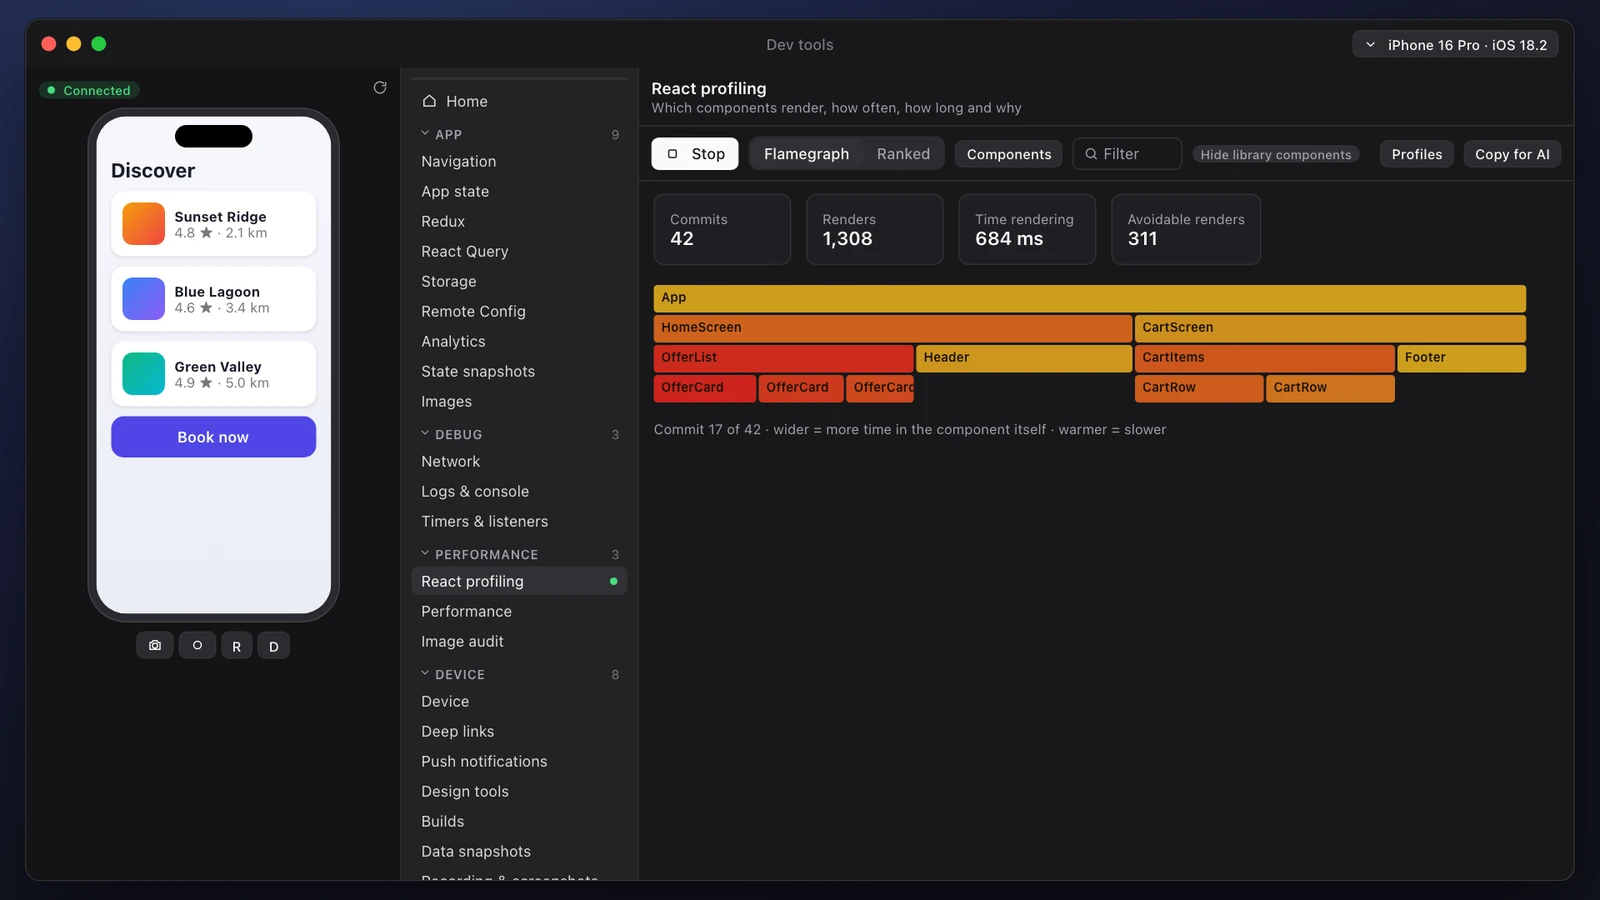 Dev tools
iPhone 16 Pro · iOS 18.2
Connected
Discover
Sunset Ridge
4.8 ★ · 2.1 km
Blue Lagoon
4.6 ★ · 3.4 km
Green Valley
4.9 ★ · 5.0 km
Book now
R
D
Home
APP 9
Navigation
App state
Redux
React Query
Storage
Remote Config
Analytics
State snapshots
Images
DEBUG 3
Network
Logs & console
Timers & listeners
PERFORMANCE 3
React profiling
Performance
Image audit
DEVICE 8
Device
Deep links
Push notifications
Design tools
Builds
Data snapshots
Recording & screenshots
React profiling
Which components render, how often, how long and why
Stop Flamegraph Ranked Components Filter Hide library components Profiles Copy for AI
Commits
42
Renders
1,308
Time rendering
684 ms
Avoidable renders
311
App
HomeScreen CartScreen
OfferList Header CartItems Footer
OfferCard OfferCard OfferCard CartRow CartRow
Commit 17 of 42 · wider = more time in the component itself · warmer = slower